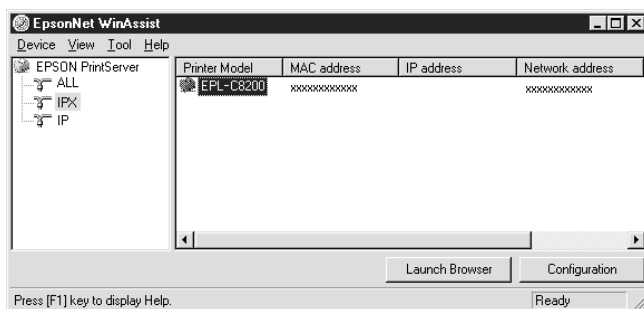 EpsonNet WinAssist
Device View Tool Help
EPSON PrintServer
ALL
IPX
IP
Printer Model MAC address IP address Network address
EPL-C8200 xxxxxxxxxxxx xxxxxxxxxxxx
Launch Browser Configuration
Press [F1] key to display Help. Ready